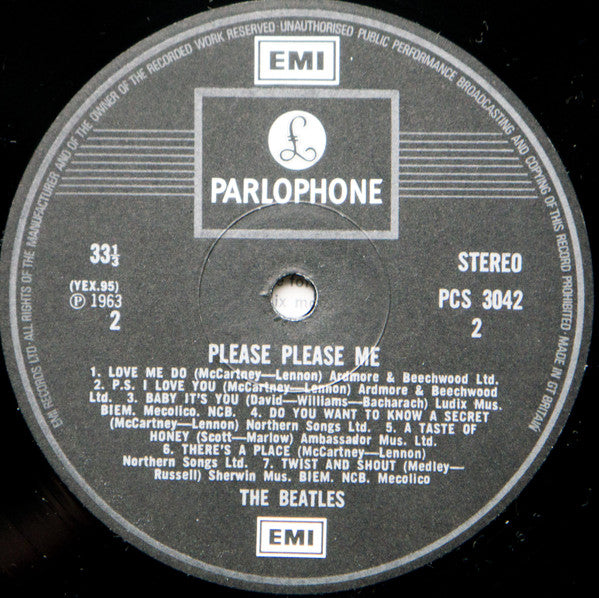 EMI RECORDS LTD · ALL RIGHTS OF THE MANUFACTURER AND OF THE OWNER OF THE RECORDED WORK RESERVED · UNAUTHORISED PUBLIC PERFORMANCE BROADCASTING AND COPYING OF THIS RECORD PROHIBITED · MADE IN GT BRITAIN
EMI
£
PARLOPHONE
33⅓
STEREO
(YEX.95)
℗ 1963
PCS 3042
2
2
PLEASE PLEASE ME
1. LOVE ME DO (McCartney—Lennon) Ardmore & Beechwood Ltd.
2. P.S. I LOVE YOU (McCartney—Lennon) Ardmore & Beechwood
Ltd. 3. BABY IT'S YOU (David—Williams—Bacharach) Ludix Mus.
BIEM. Mecolico. NCB. 4. DO YOU WANT TO KNOW A SECRET
(McCartney—Lennon) Northern Songs Ltd. 5. A TASTE OF
HONEY (Scott—Marlow) Ambassador Mus. Ltd.
6. THERE'S A PLACE (McCartney—Lennon)
Northern Songs Ltd. 7. TWIST AND SHOUT (Medley—
Russell) Sherwin Mus. BIEM. NCB. Mecolico
THE BEATLES
EMI